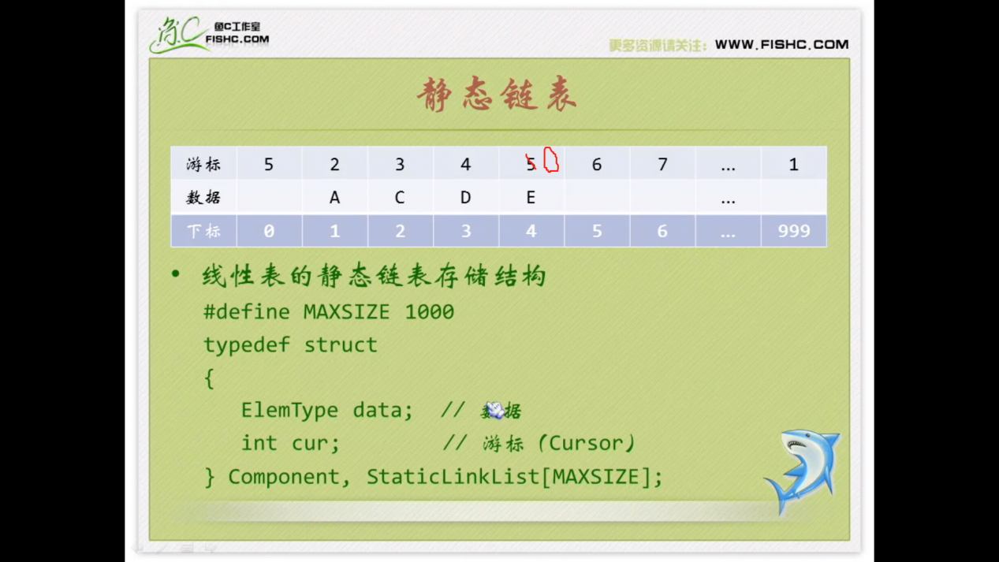 鱼C工作室
FISHC.COM
更多资源请关注：WWW.FISHC.COM
静态链表
游标 5 2 3 4 5 0 6 7 … 1
数据 A C D E …
下标 0 1 2 3 4 5 6 … 999
• 线性表的静态链表存储结构
#define MAXSIZE 1000
typedef struct
{
ElemType data; // 数据
int cur; // 游标（Cursor）
} Component, StaticLinkList[MAXSIZE];